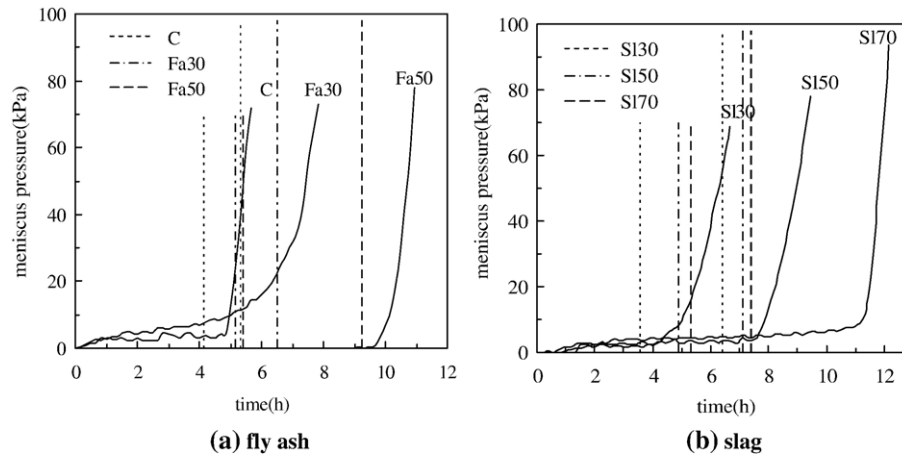 100
80
60
40
20
0
meniscus pressure(kPa)
C
Fa30
Fa50
C
Fa30
Fa50
0 2 4 6 8 10 12
time(h)
(a) fly ash
100
80
60
40
20
0
meniscus pressure(kPa)
Sl30
Sl50
Sl70
Sl30
Sl50
Sl70
0 2 4 6 8 10 12
time(h)
(b) slag